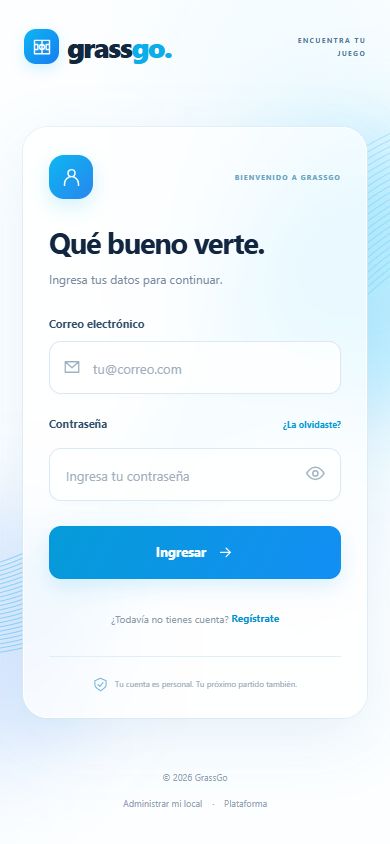 grassgo.
ENCUENTRA TU
JUEGO
BIENVENIDO A GRASSGO
Qué bueno verte.
Ingresa tus datos para continuar.
Correo electrónico
tu@correo.com
Contraseña
¿La olvidaste?
Ingresa tu contraseña
Ingresar →
¿Todavía no tienes cuenta? Regístrate
Tu cuenta es personal. Tu próximo partido también.
© 2026 GrassGo
Administrar mi local · Plataforma